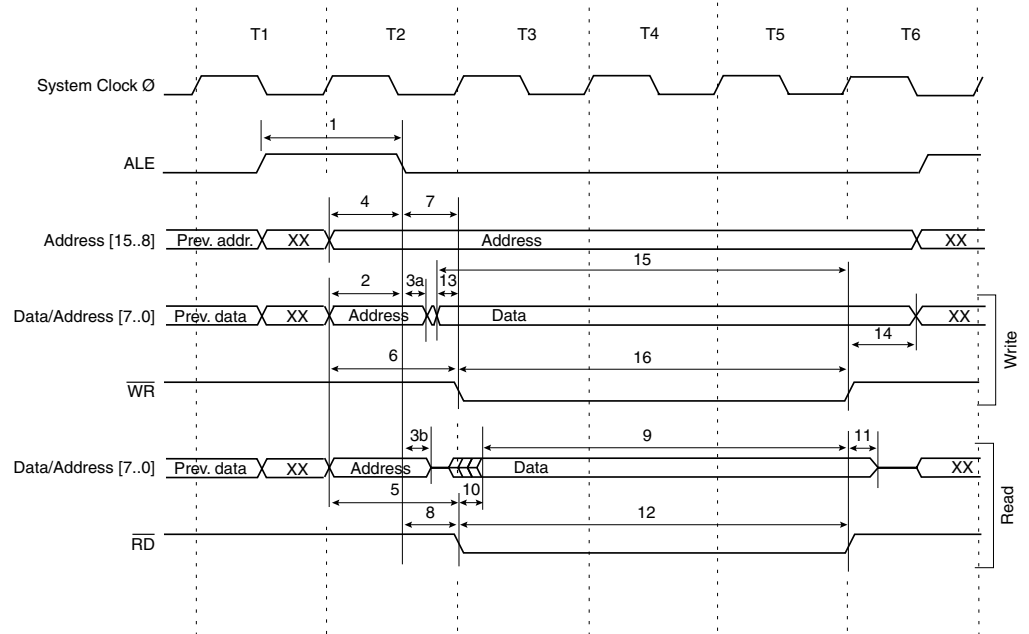 T1 T2 T3 T4 T5 T6
System Clock Ø
1
ALE
4 7
Address [15..8] Prev. addr. XX Address XX
15
2 3a 13
Data/Address [7..0] Prev. data XX Address Data XX
14
6 16
WR
Write
3b 9 11
Data/Address [7..0] Prev. data XX Address Data XX
5 10
8 12
RD
Read